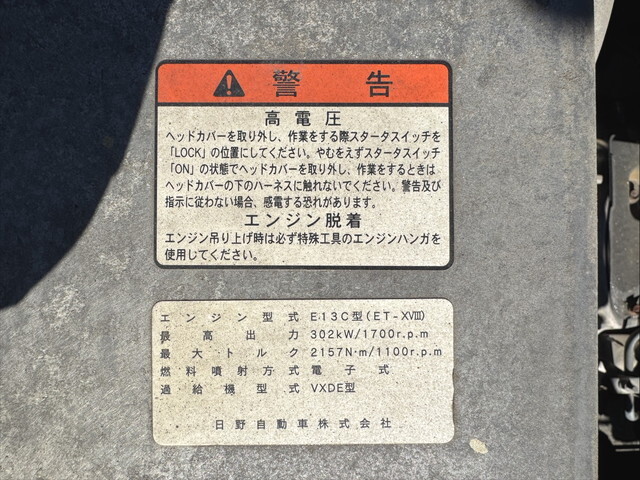 警告
高電圧
ヘッドカバーを取り外し、作業をする際スタータスイッチを
「LOCK」の位置にしてください。やむをえずスタータスイッチ
「ON」の状態でヘッドカバーを取り外し、作業をするときは
ヘッドカバーの下のハーネスに触れないでください。警告及び
指示に従わない場合、感電する恐れがあります。
エンジン脱着
エンジン吊り上げ時は必ず特殊工具のエンジンハンガを
使用してください。
エンジン型式 E13C型(ET-XVIII)
最高出力 302kW/1700r.p.m
最大トルク 2157N·m/1100r.p.m
燃料噴射方式 電子式
過給機型式 VXDE型
日野自動車株式会社